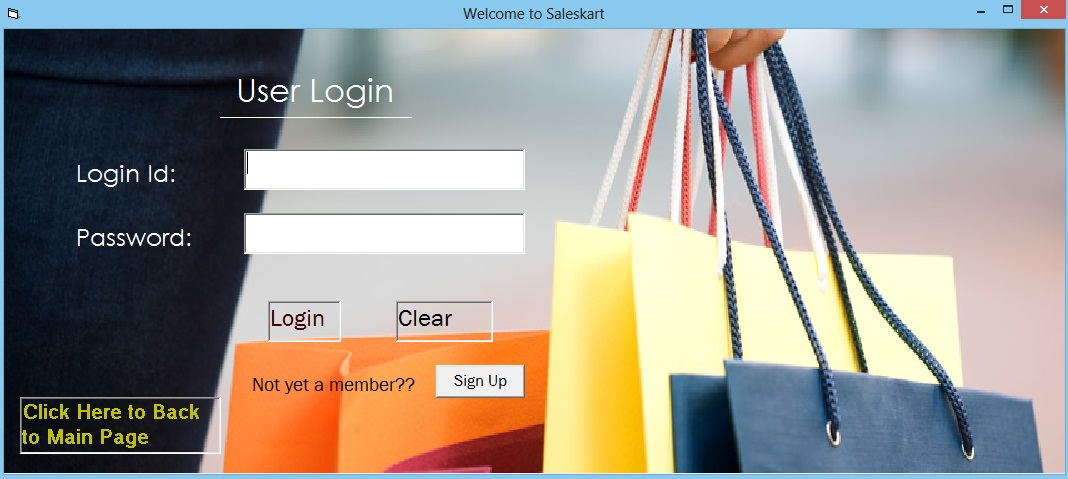 Welcome to Saleskart
User Login
Login Id:
Password:
Login
Clear
Not yet a member??
Sign Up
Click Here to Back
to Main Page